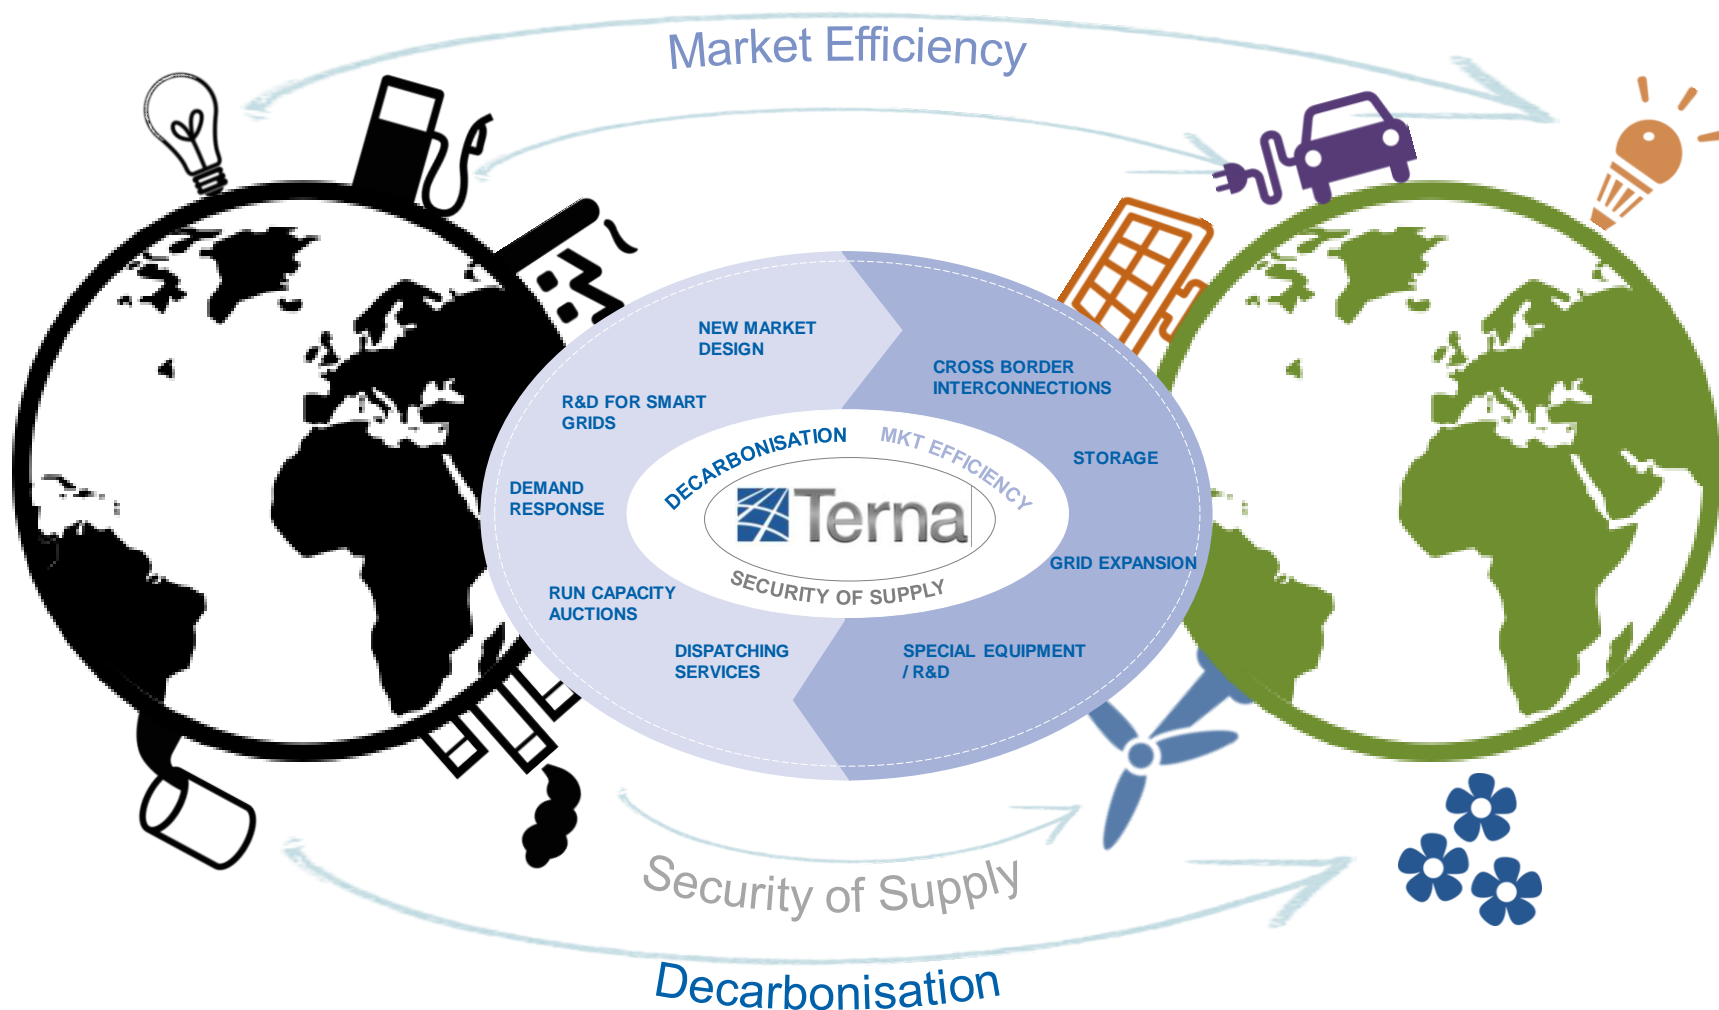 Market Efficiency
NEW MARKET
DESIGN
CROSS BORDER
INTERCONNECTIONS
R&D FOR SMART
GRIDS
DECARBONISATION
MKT EFFICIENCY
STORAGE
DEMAND
RESPONSE
Terna
GRID EXPANSION
SECURITY OF SUPPLY
RUN CAPACITY
AUCTIONS
DISPATCHING
SERVICES
SPECIAL EQUIPMENT
/ R&D
Security of Supply
Decarbonisation